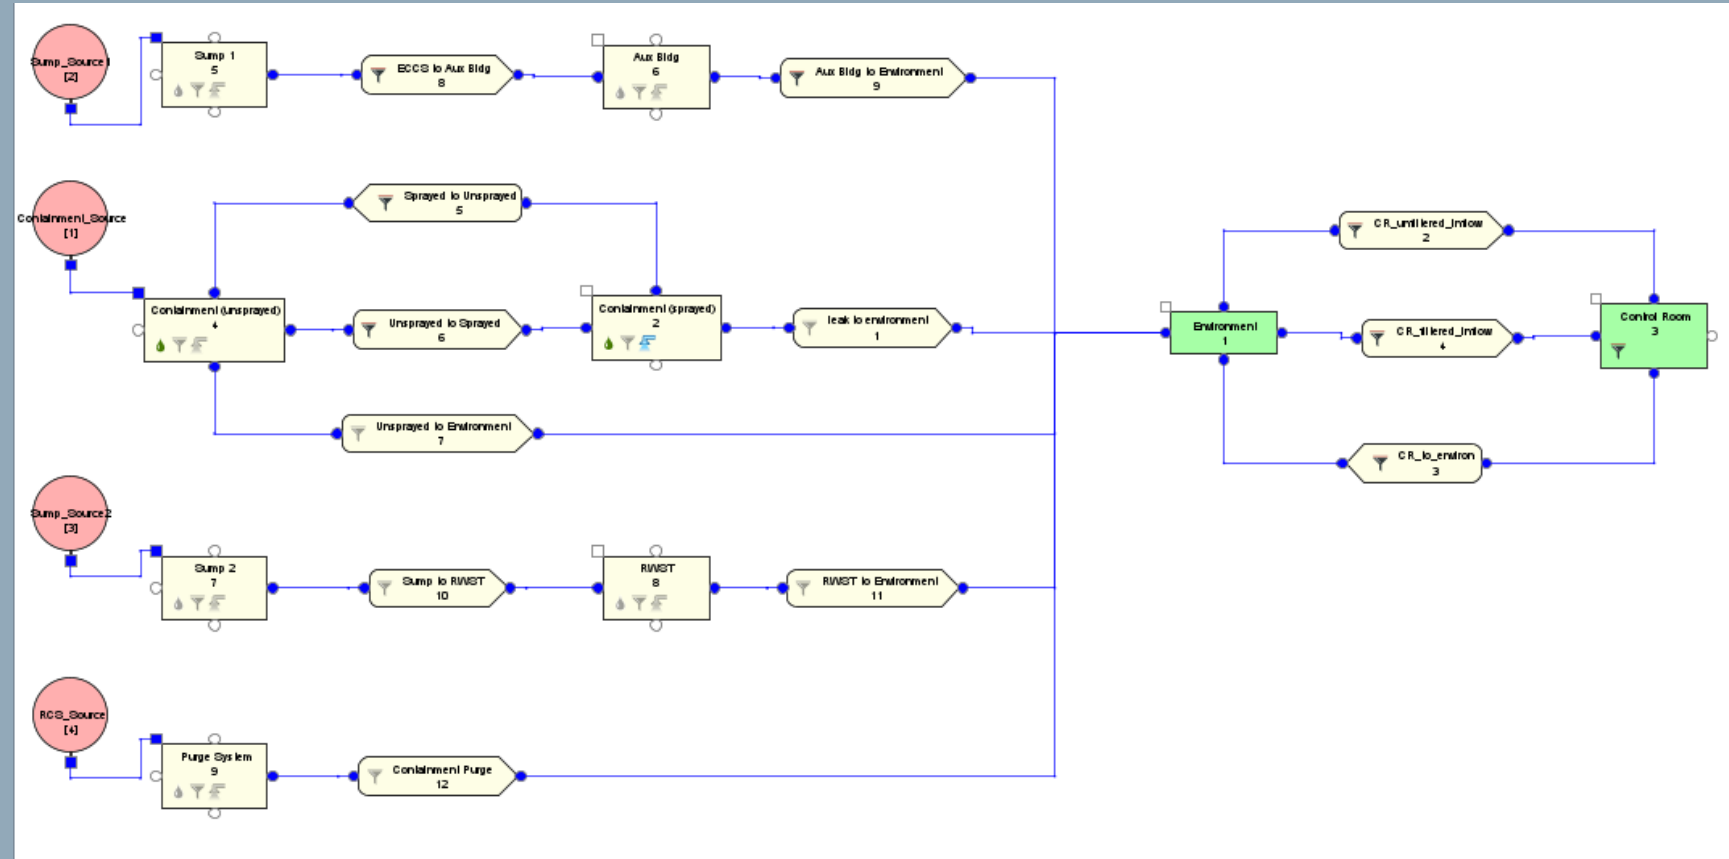 Sump_Source1
[2]
Sump 1
5
ECCS to Aux Bldg
8
Aux Bldg
6
Aux Bldg to Environment
9
Containment_Source
[1]
Sprayed to Unsprayed
5
Containment (unsprayed)
4
Unsprayed to Sprayed
6
Containment (sprayed)
2
leak to environment
1
Unsprayed to Environment
7
Environment
1
CR_unfiltered_inflow
2
CR_filtered_inflow
4
Control Room
3
CR_to_environ
3
Sump_Source2
[3]
Sump 2
7
Sump to RWST
10
RWST
8
RWST to Environment
11
RCS_Source
[4]
Purge System
9
Containment Purge
12